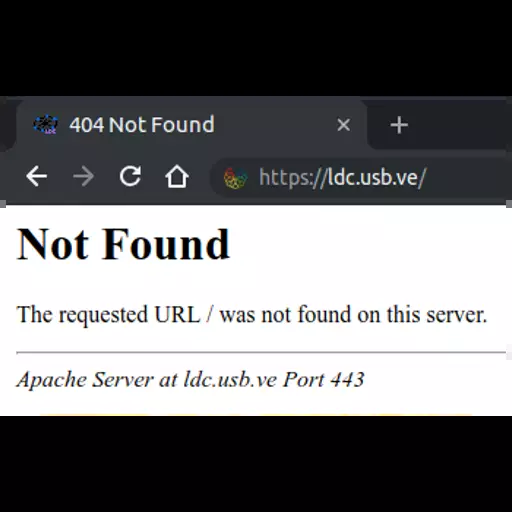 404 Not Found
https://ldc.usb.ve/
Not Found
The requested URL / was not found on this server.
Apache Server at ldc.usb.ve Port 443